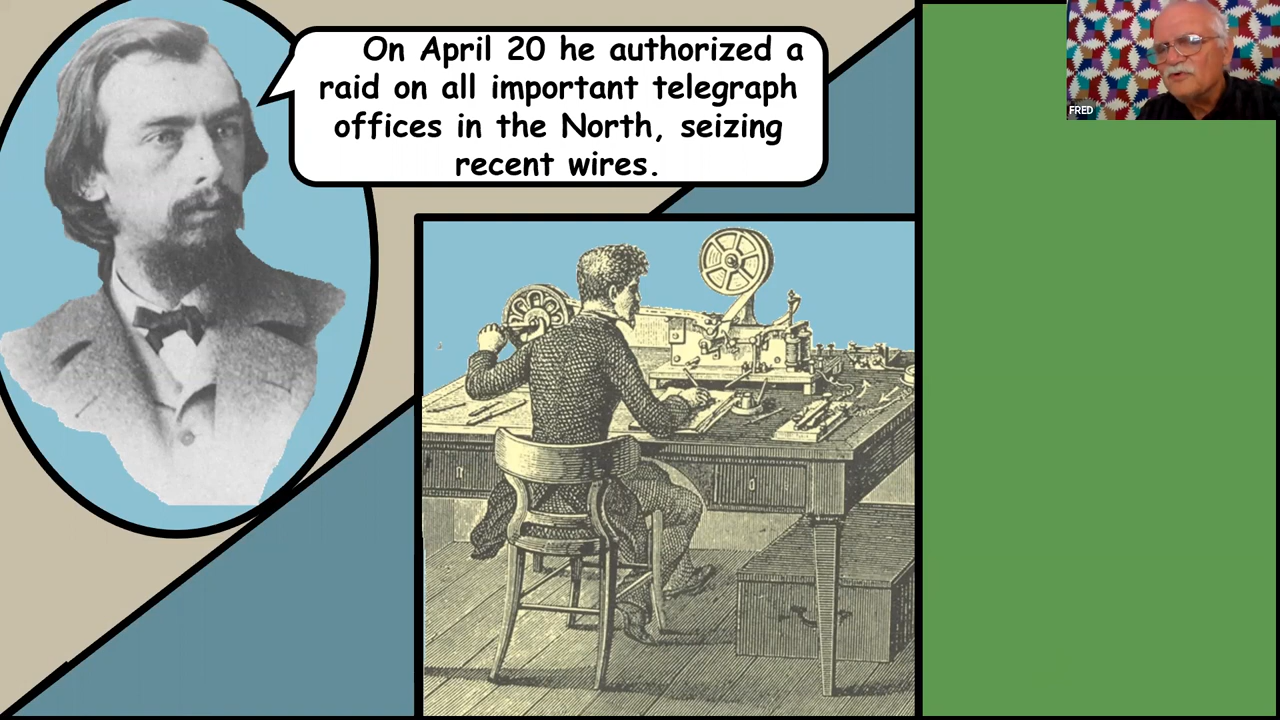 On April 20 he authorized a
raid on all important telegraph
offices in the North, seizing
recent wires.
FRED